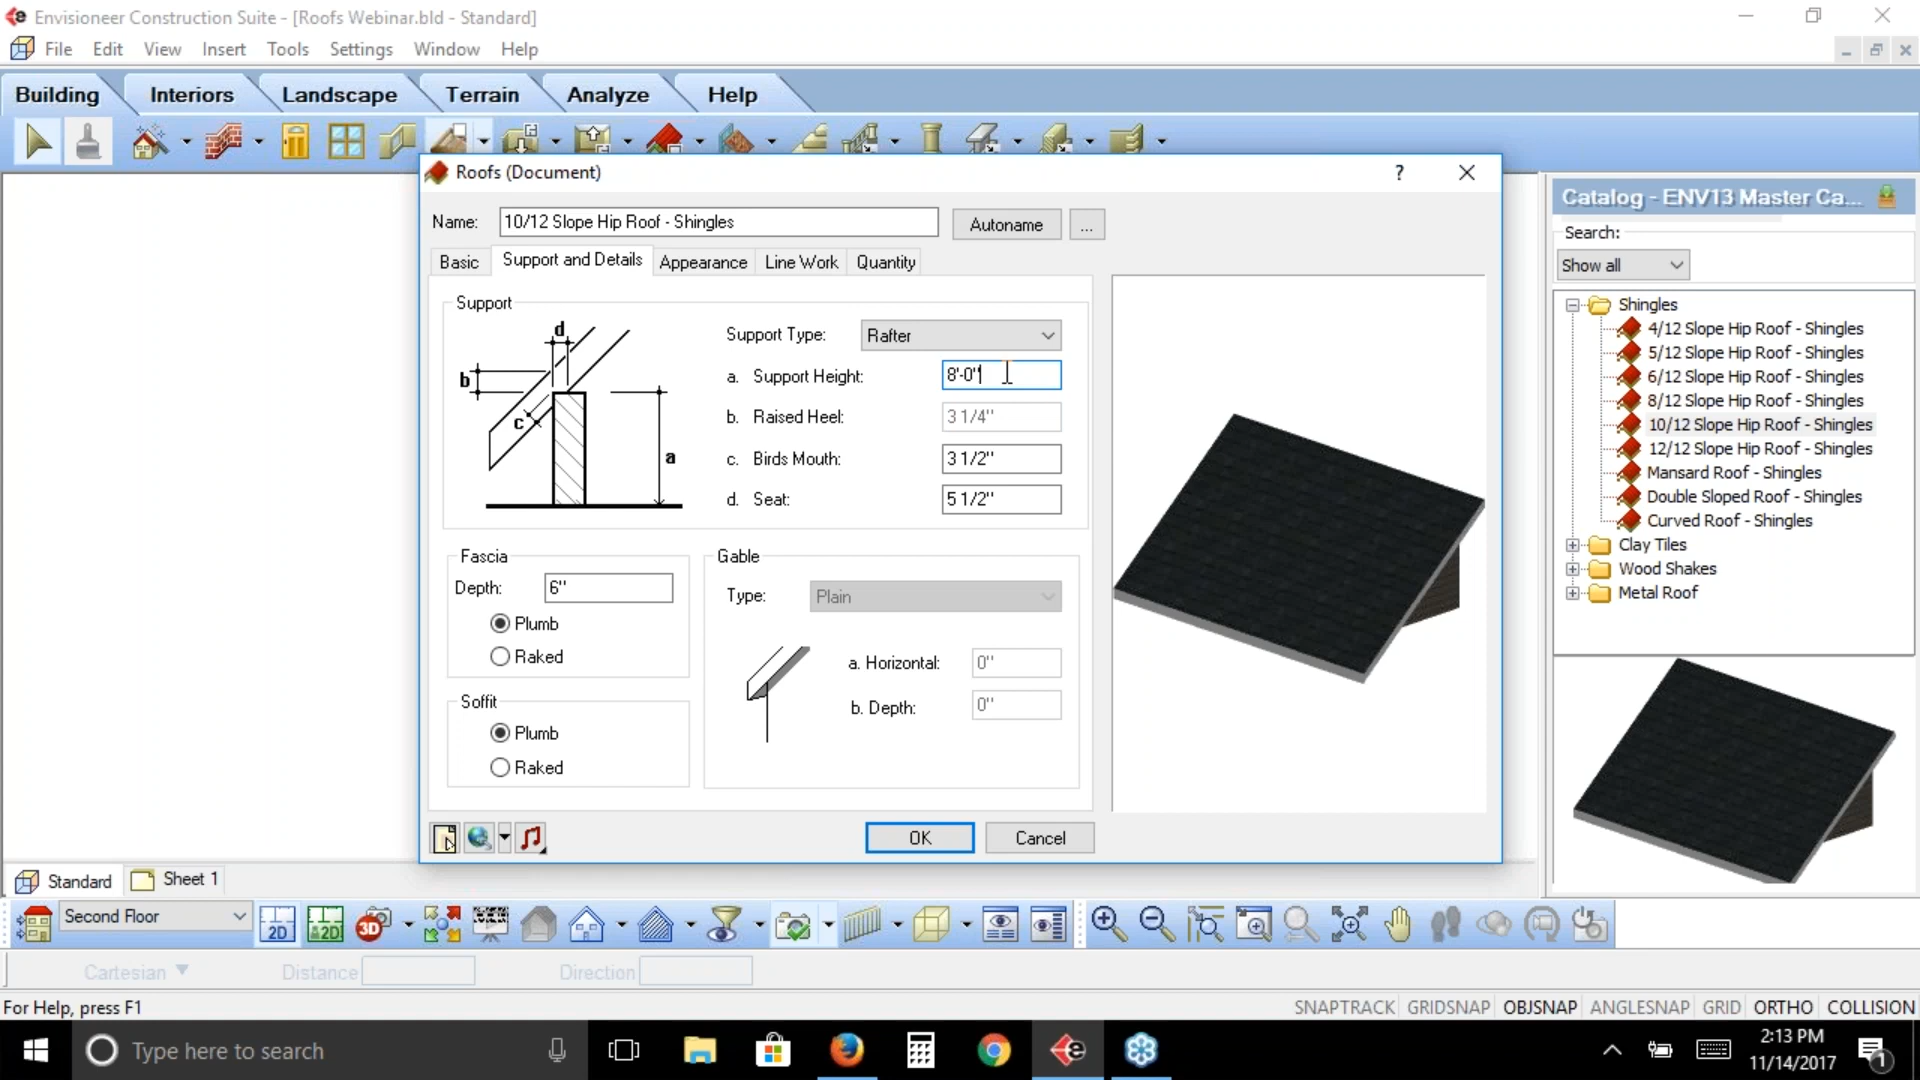 Envisioneer Construction Suite - [Roofs Webinar.bld - Standard]
File Edit View Insert Tools Settings Window Help
Building Interiors Landscape Terrain Analyze Help
Roofs (Document)
?
Name: 10/12 Slope Hip Roof - Shingles Autoname ...
Basic Support and Details Appearance Line Work Quantity
Support
d
b
c
a
Support Type: Rafter
a. Support Height: 8'-0"
b. Raised Heel: 3 1/4"
c. Birds Mouth: 3 1/2"
d. Seat: 5 1/2"
Fascia
Depth: 6"
Plumb
Raked
Soffit
Plumb
Raked
Gable
Type: Plain
a. Horizontal: 0"
b. Depth: 0"
OK Cancel
Catalog - ENV13 Master Ca...
Search:
Show all
Shingles
4/12 Slope Hip Roof - Shingles
5/12 Slope Hip Roof - Shingles
6/12 Slope Hip Roof - Shingles
8/12 Slope Hip Roof - Shingles
10/12 Slope Hip Roof - Shingles
12/12 Slope Hip Roof - Shingles
Mansard Roof - Shingles
Double Sloped Roof - Shingles
Curved Roof - Shingles
Clay Tiles
Wood Shakes
Metal Roof
Standard Sheet 1
Second Floor 2D 2D 3D
Cartesian Distance Direction
For Help, press F1
SNAPTRACK GRIDSNAP OBJSNAP ANGLESNAP GRID ORTHO COLLISION
Type here to search
2:13 PM
11/14/2017
1